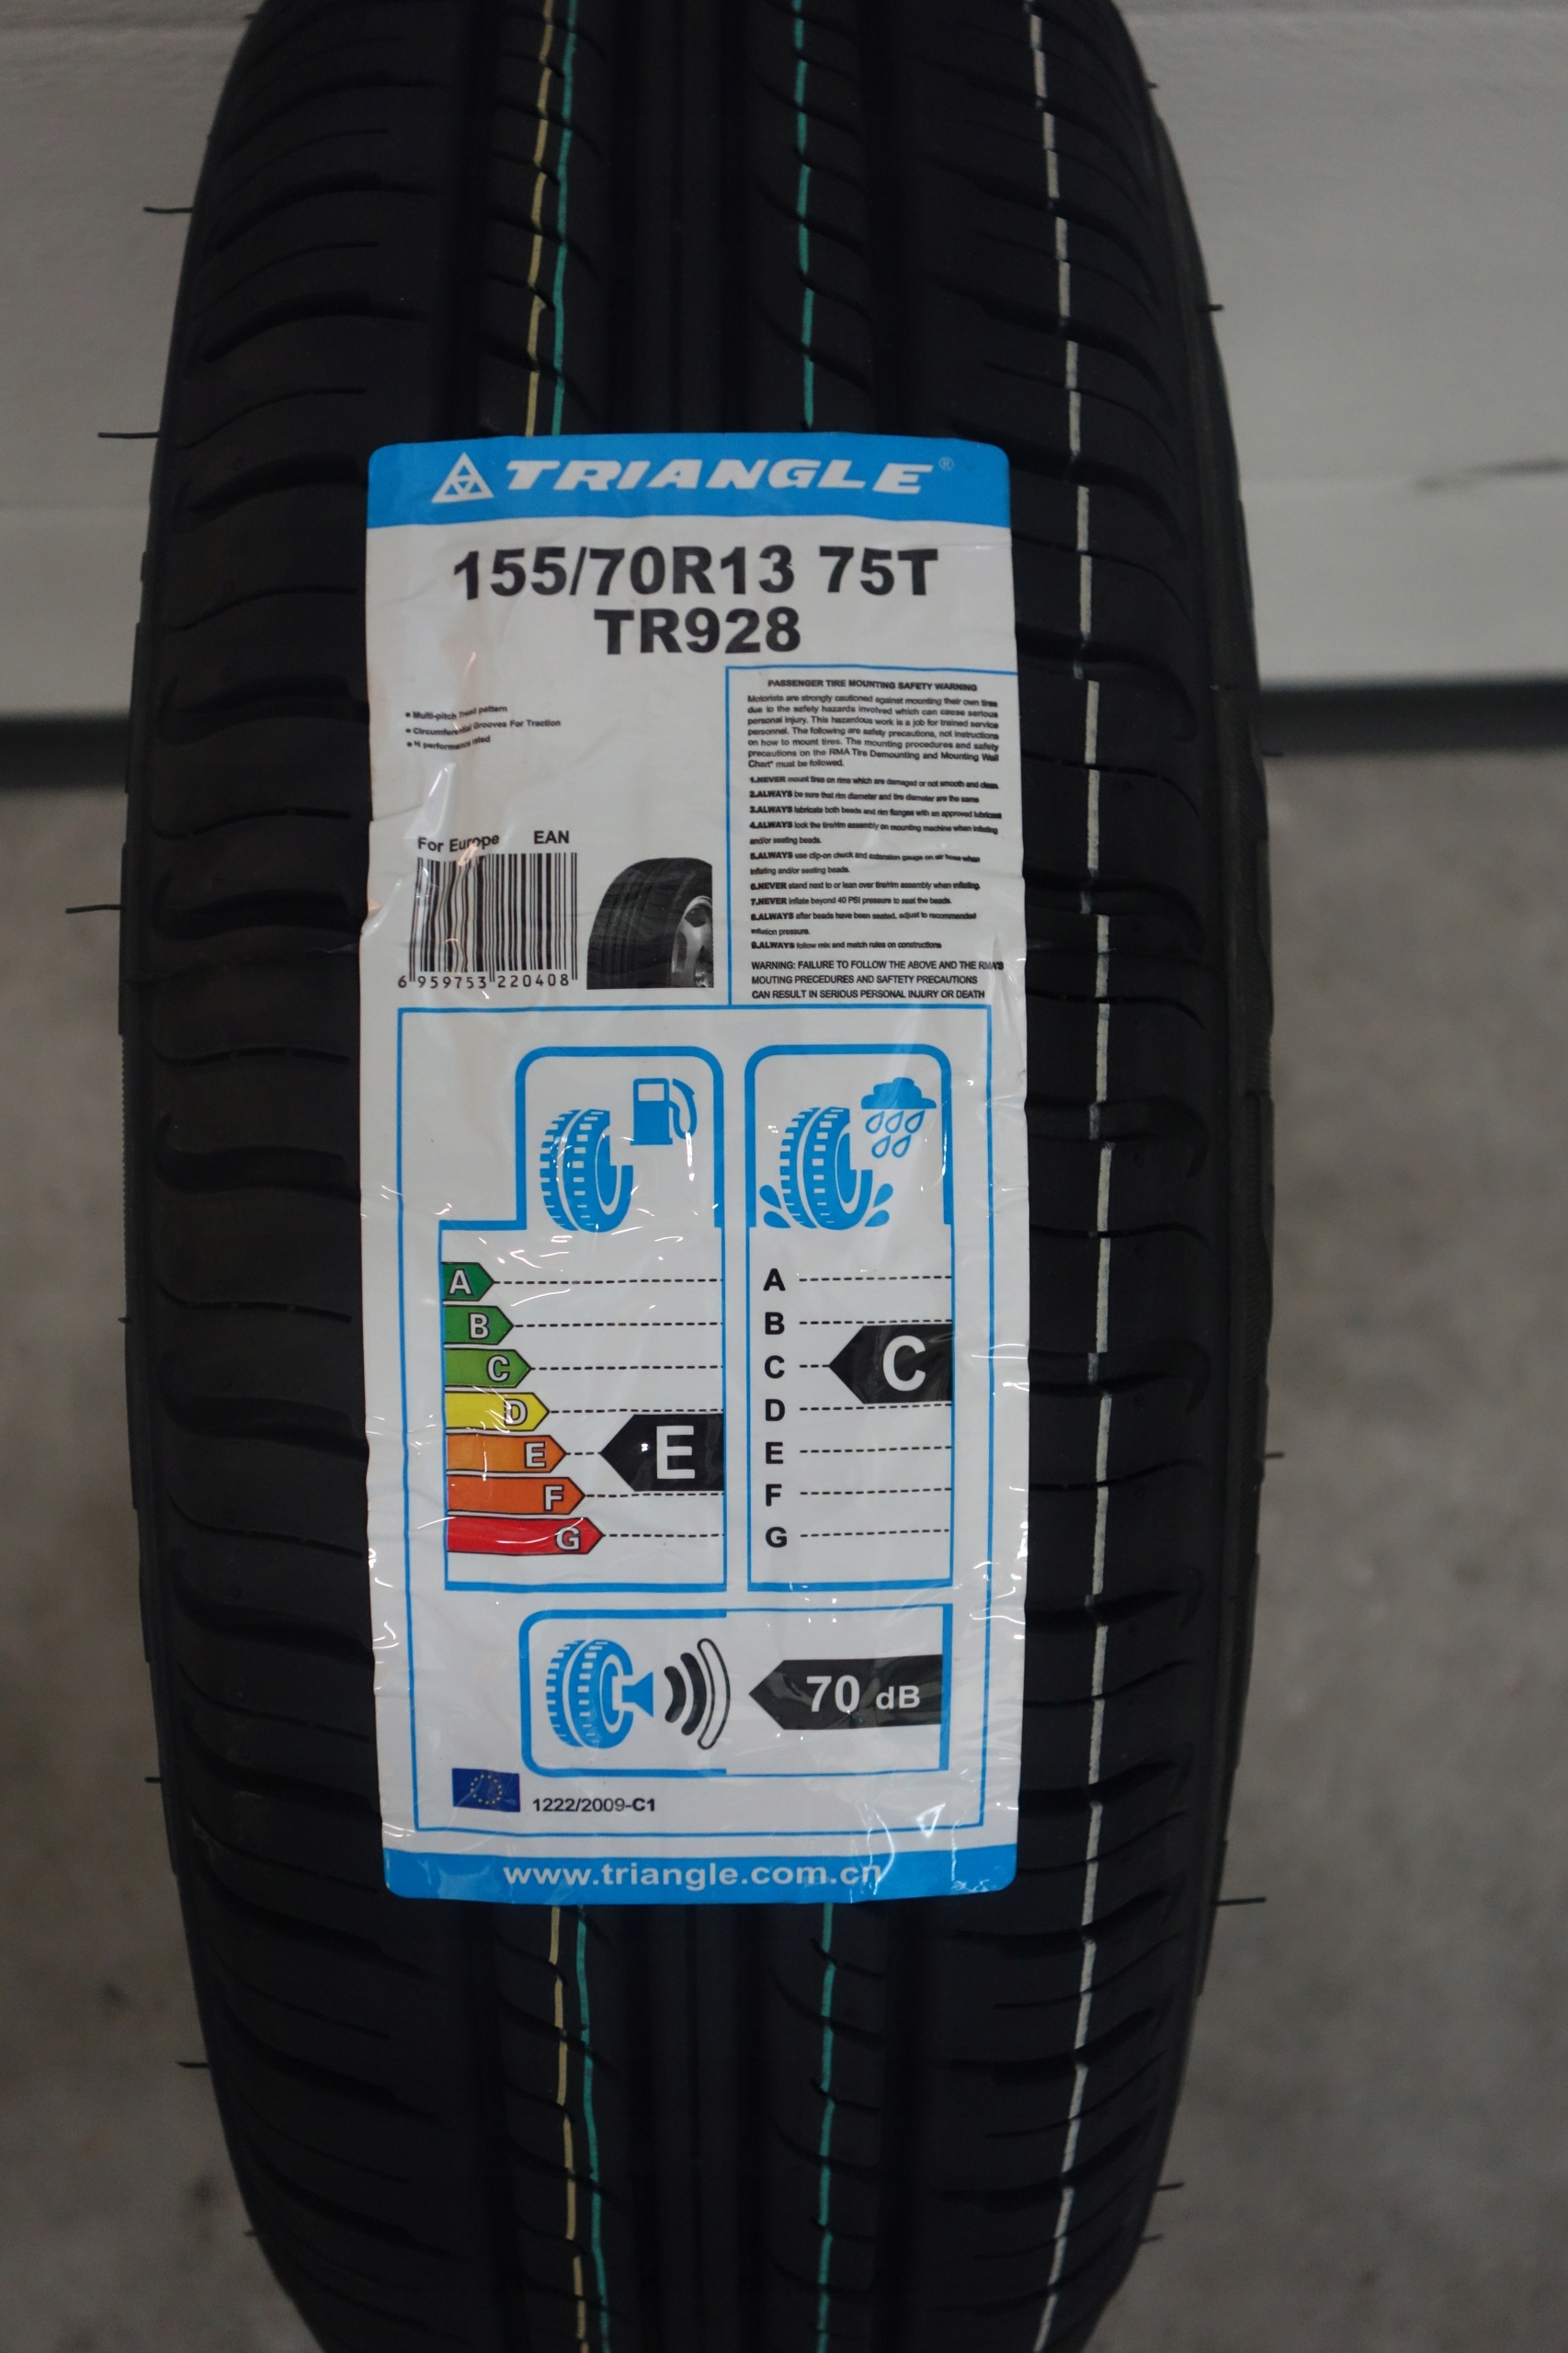 TRIANGLE®
155/70R13 75T
TR928
• Multi-pitch Tread pattern
• Circumferential Grooves For Traction
• H performance rated
For Europe EAN
6 959753 220408
PASSENGER TIRE MOUNTING SAFETY WARNING
Motorists are strongly cautioned against mounting their own tires
due to the safety hazards involved which can cause serious
personal injury. This hazardous work is a job for trained service
personnel. The following are safety precautions, not instructions
on how to mount tires. The mounting procedures and safety
precautions on the RMA Tire Demounting and Mounting Wall
Chart" must be followed.
1.NEVER mount tires on rims which are damaged or not smooth and clean.
2.ALWAYS be sure that rim diameter and tire diameter are the same
3.ALWAYS lubricate both beads and rim flanges with an approved lubricant
4.ALWAYS lock the tire/rim assembly on mounting machine when inflating
and/or seating beads.
5.ALWAYS use clip-on chuck and extension gauge on air hose when
inflating and/or seating beads.
6.NEVER stand next to or lean over tire/rim assembly when inflating.
7.NEVER inflate beyond 40 PSI pressure to seat the beads.
8.ALWAYS after beads have been seated, adjust to recommended
inflation pressure.
9.ALWAYS follow mix and match rules on constructions
WARNING: FAILURE TO FOLLOW THE ABOVE AND THE RMA'S
MOUTING PRECEDURES AND SAFTETY PRECAUTIONS
CAN RESULT IN SERIOUS PERSONAL INJURY OR DEATH
A
B
C
D
E
F
G
E
A
B
C
D
E
F
G
C
70 dB
1222/2009-C1
www.triangle.com.cn